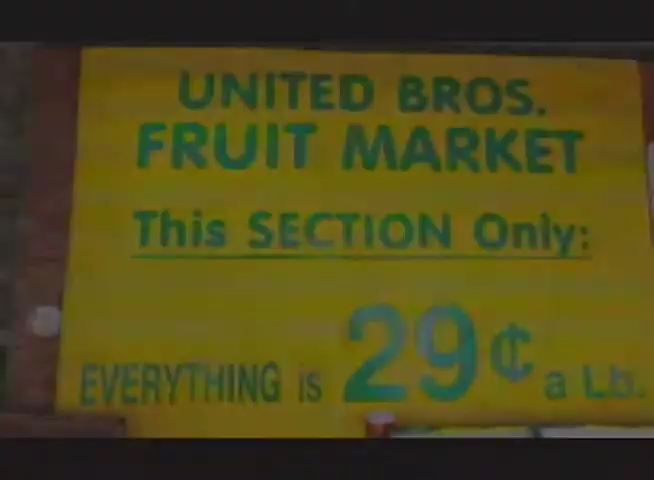 UNITED BROS.
FRUIT MARKET
This SECTION Only:
EVERYTHING is 29¢ a Lb.